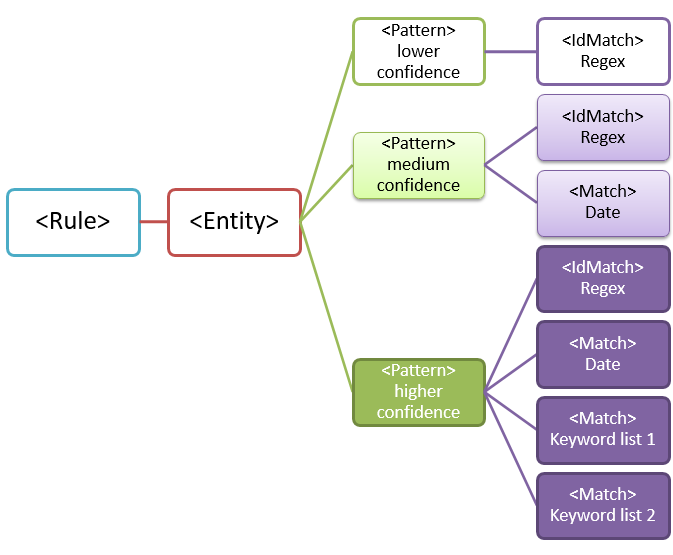 <Rule>
<Entity>
<Pattern>
lower
confidence
<IdMatch>
Regex
<Pattern>
medium
confidence
<IdMatch>
Regex
<Match>
Date
<Pattern>
higher
confidence
<IdMatch>
Regex
<Match>
Date
<Match>
Keyword list 1
<Match>
Keyword list 2